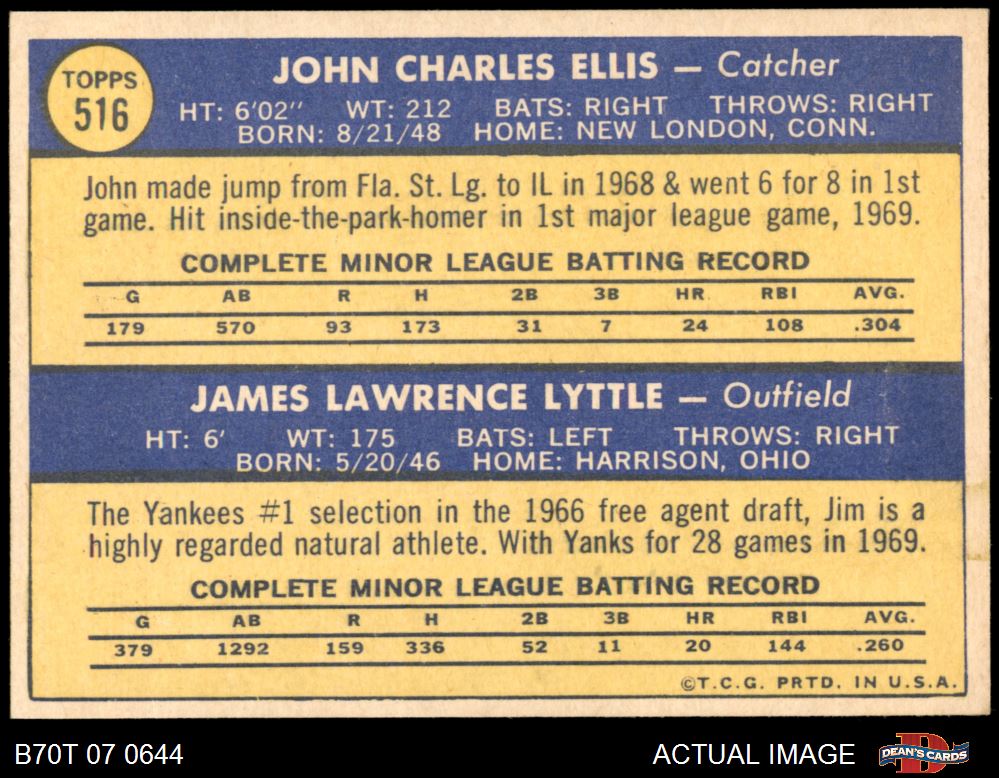 TOPPS
516
JOHN CHARLES ELLIS — Catcher
HT: 6'02" WT: 212 BATS: RIGHT THROWS: RIGHT
BORN: 8/21/48 HOME: NEW LONDON, CONN.
John made jump from Fla. St. Lg. to IL in 1968 & went 6 for 8 in 1st
game. Hit inside-the-park-homer in 1st major league game, 1969.
COMPLETE MINOR LEAGUE BATTING RECORD
G AB R H 2B 3B HR RBI AVG.
179 570 93 173 31 7 24 108 .304
JAMES LAWRENCE LYTTLE — Outfield
HT: 6' WT: 175 BATS: LEFT THROWS: RIGHT
BORN: 5/20/46 HOME: HARRISON, OHIO
The Yankees #1 selection in the 1966 free agent draft, Jim is a
highly regarded natural athlete. With Yanks for 28 games in 1969.
COMPLETE MINOR LEAGUE BATTING RECORD
G AB R H 2B 3B HR RBI AVG.
379 1292 159 336 52 11 20 144 .260
©T.C.G. PRTD. IN U.S.A.
B70T 07 0644 ACTUAL IMAGE D DEAN'S CARDS